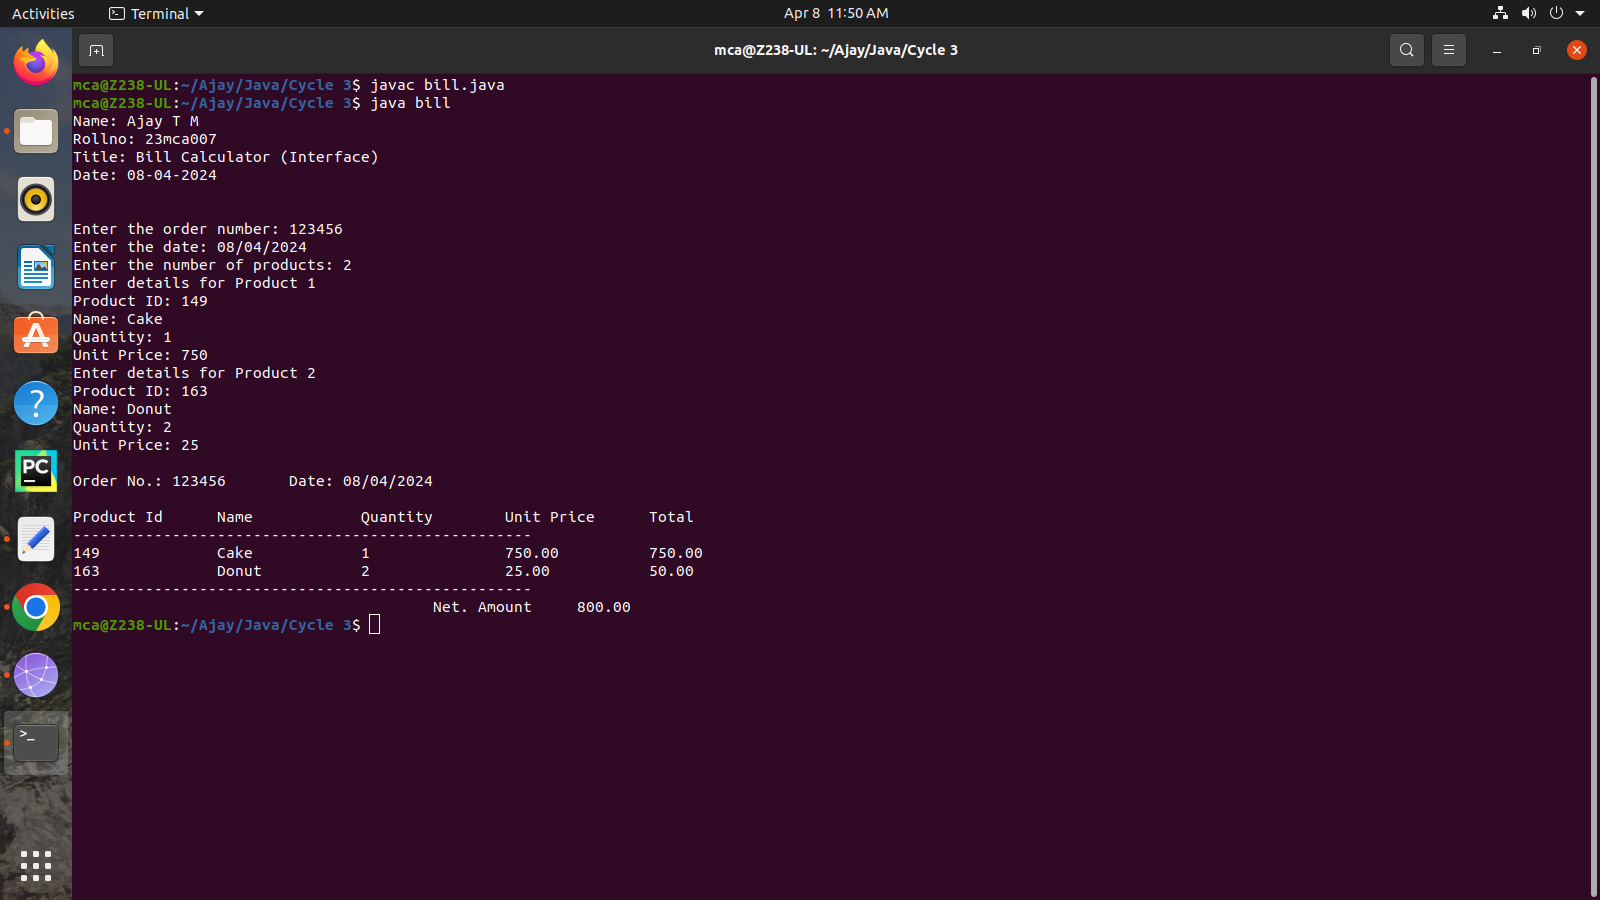 Activities Terminal Apr 8 11:50 AM
mca@Z238-UL: ~/Ajay/Java/Cycle 3
mca@Z238-UL:~/Ajay/Java/Cycle 3$ javac bill.java
mca@Z238-UL:~/Ajay/Java/Cycle 3$ java bill
Name: Ajay T M
Rollno: 23mca007
Title: Bill Calculator (Interface)
Date: 08-04-2024
Enter the order number: 123456
Enter the date: 08/04/2024
Enter the number of products: 2
Enter details for Product 1
Product ID: 149
Name: Cake
Quantity: 1
Unit Price: 750
Enter details for Product 2
Product ID: 163
Name: Donut
Quantity: 2
Unit Price: 25
Order No.: 123456 Date: 08/04/2024
Product Id Name Quantity Unit Price Total
---------------------------------------------------
149 Cake 1 750.00 750.00
163 Donut 2 25.00 50.00
---------------------------------------------------
Net. Amount 800.00
mca@Z238-UL:~/Ajay/Java/Cycle 3$
PC
>_